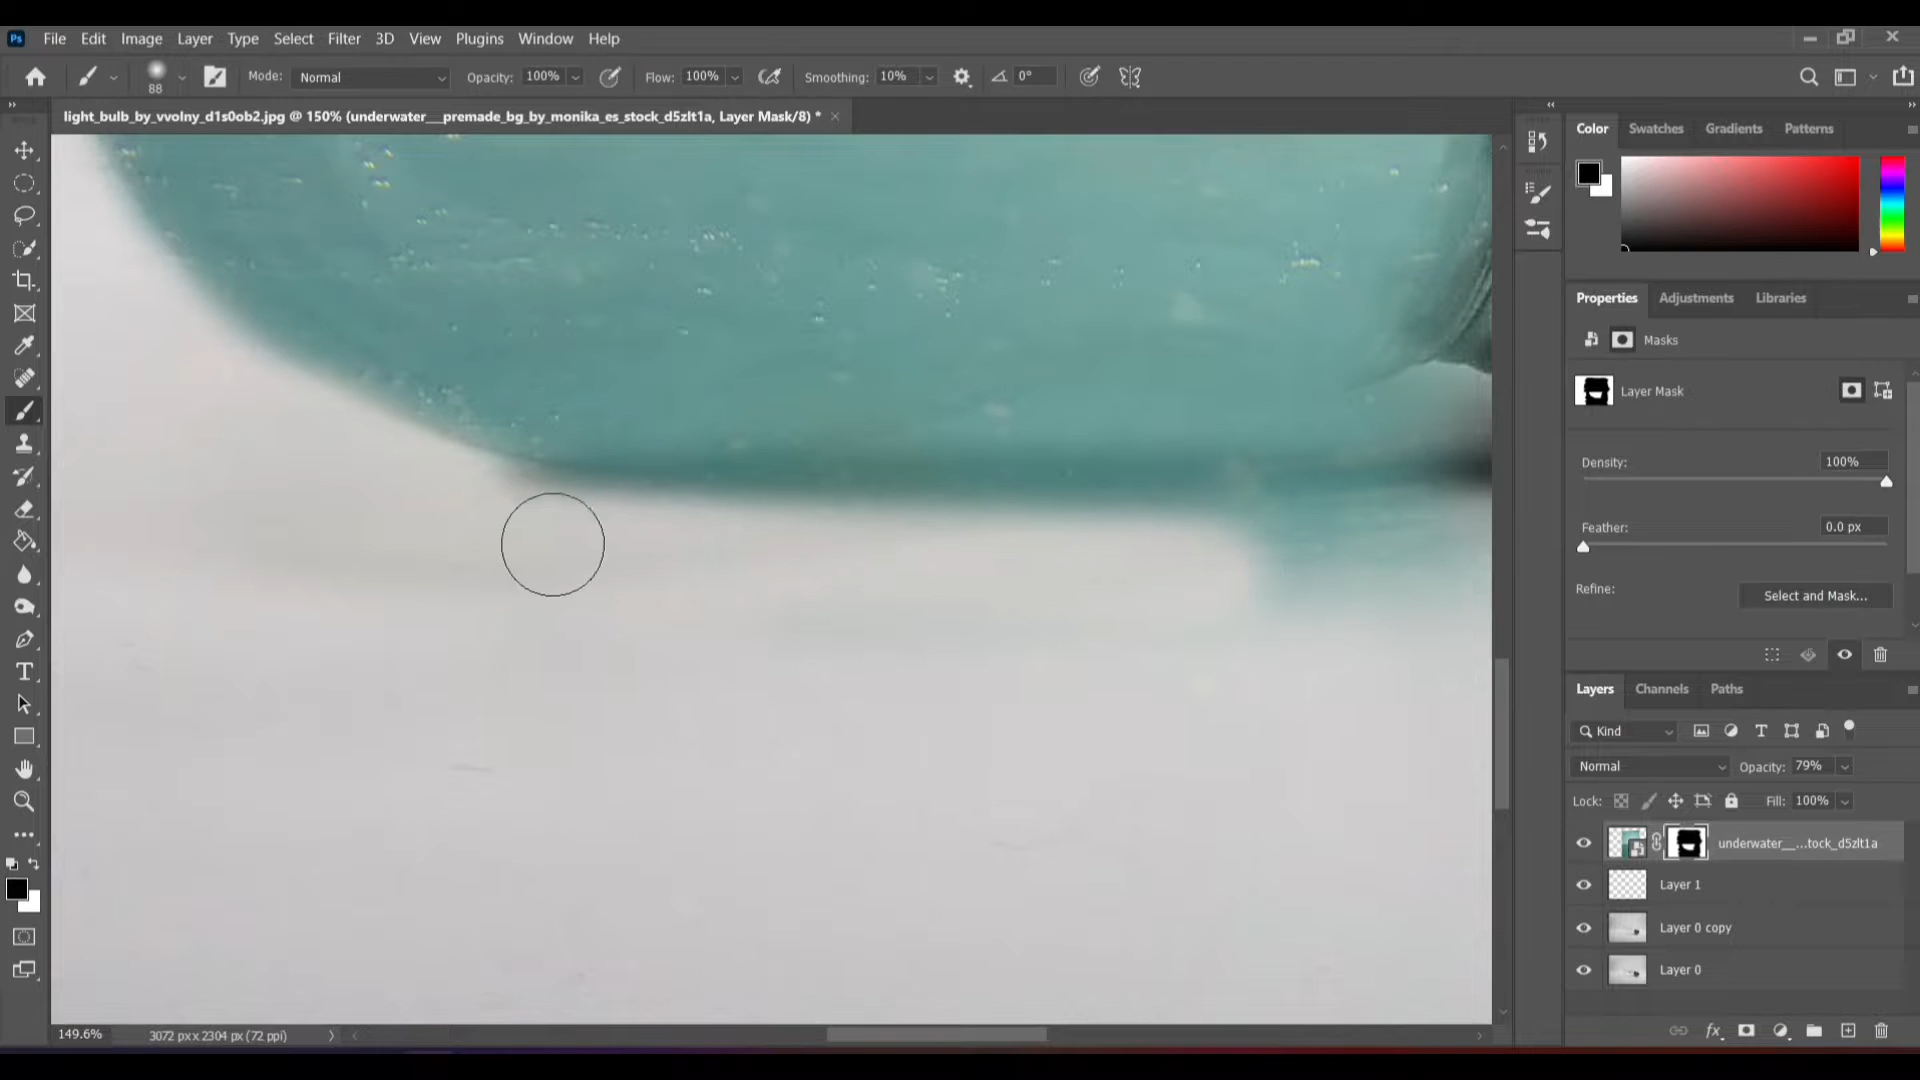 Ps File Edit Image Layer Type Select Filter 3D View Plugins Window Help
88 Mode: Normal Opacity: 100% Flow: 100% Smoothing: 10% 0°
light_bulb_by_vvolny_d1s0ob2.jpg @ 150% (underwater__premade_bg_by_monika_es_stock_d5zlt1a, Layer Mask/8) *
Color Swatches Gradients Patterns
Properties Adjustments Libraries
Masks
Layer Mask
Density: 100%
Feather: 0.0 px
Refine: Select and Mask...
Layers Channels Paths
Kind
Normal Opacity: 79%
Lock: Fill: 100%
underwater__...tock_d5zlt1a
Layer 1
Layer 0 copy
Layer 0
fx
149.6% 3072 px x 2304 px (72 ppi)